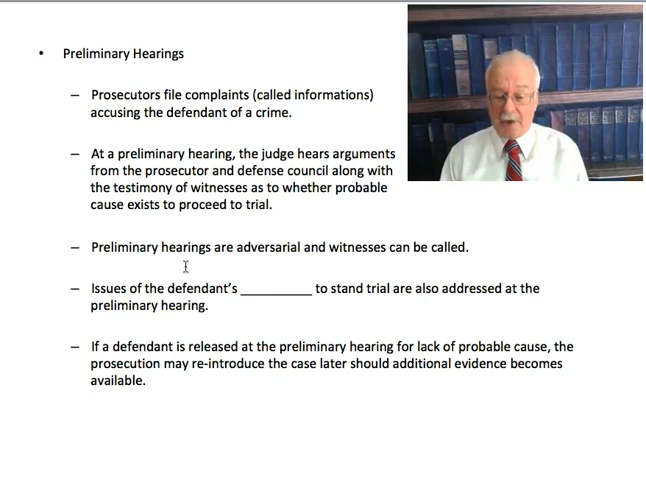 • Preliminary Hearings
– Prosecutors file complaints (called informations)
accusing the defendant of a crime.
– At a preliminary hearing, the judge hears arguments
from the prosecutor and defense council along with
the testimony of witnesses as to whether probable
cause exists to proceed to trial.
– Preliminary hearings are adversarial and witnesses can be called.
– Issues of the defendant's __________ to stand trial are also addressed at the
preliminary hearing.
– If a defendant is released at the preliminary hearing for lack of probable cause, the
prosecution may re-introduce the case later should additional evidence becomes
available.